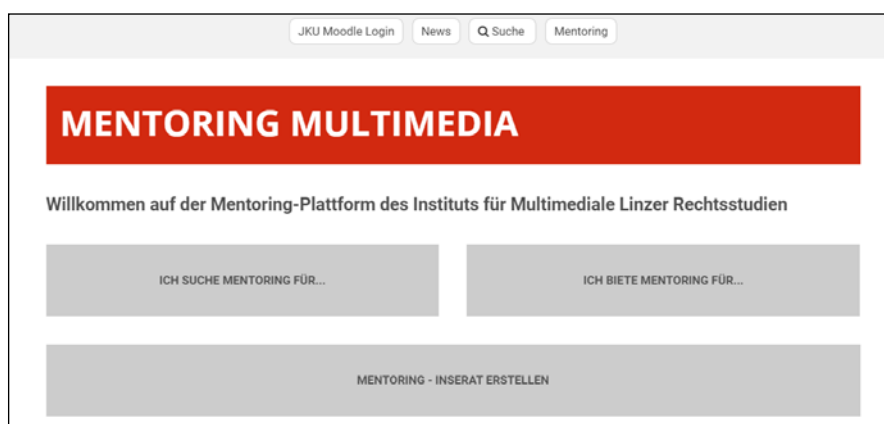 JKU Moodle Login News Suche Mentoring
MENTORING MULTIMEDIA
Willkommen auf der Mentoring-Plattform des Instituts für Multimediale Linzer Rechtsstudien
ICH SUCHE MENTORING FÜR... ICH BIETE MENTORING FÜR...
MENTORING - INSERAT ERSTELLEN